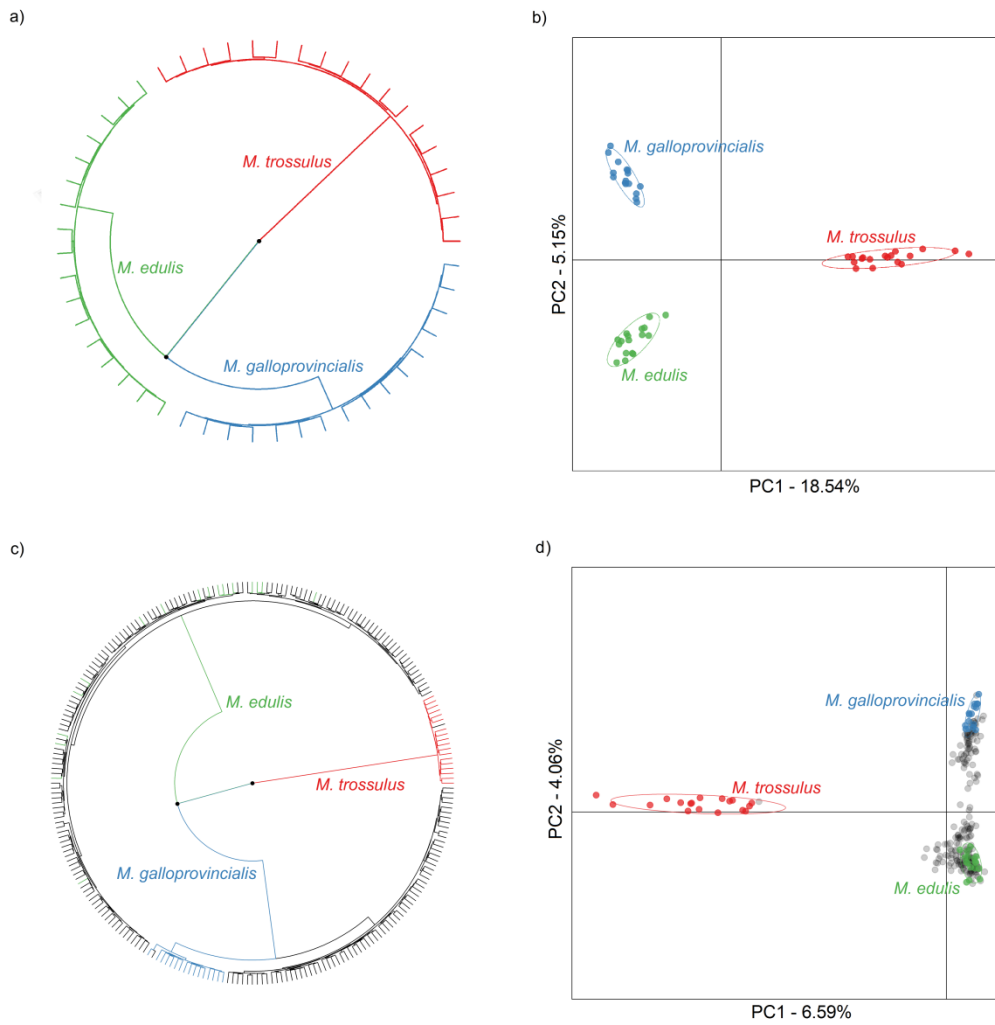 a)
M. trossulus
M. edulis
M. galloprovincialis
b)
M. galloprovincialis
M. trossulus
M. edulis
PC2 - 5.15%
PC1 - 18.54%
c)
M. edulis
M. trossulus
M. galloprovincialis
d)
M. galloprovincialis
M. trossulus
M. edulis
PC2 - 4.06%
PC1 - 6.59%